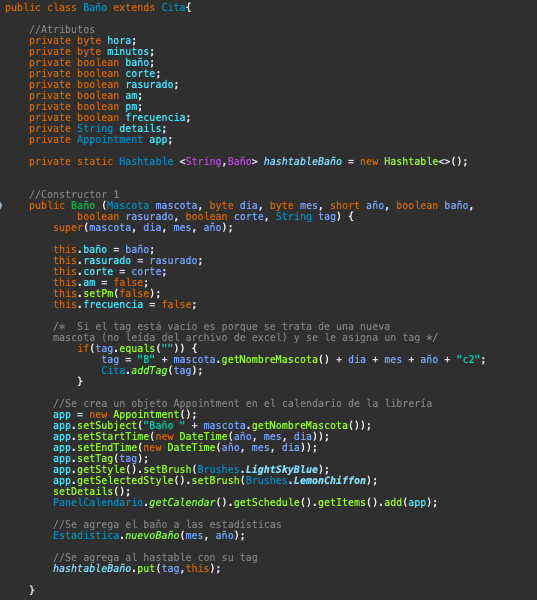 public class Baño extends Cita{
//Atributos
private byte hora;
private byte minutos;
private boolean baño;
private boolean corte;
private boolean rasurado;
private boolean am;
private boolean pm;
private boolean frecuencia;
private String details;
private Appointment app;
private static Hashtable <String,Baño> hashtableBaño = new Hashtable<>();
//Constructor 1
public Baño (Mascota mascota, byte dia, byte mes, short año, boolean baño,
boolean rasurado, boolean corte, String tag) {
super(mascota, dia, mes, año);
this.baño = baño;
this.rasurado = rasurado;
this.corte = corte;
this.am = false;
this.setPm(false);
this.frecuencia = false;
/*  Si el tag está vacío es porque se trata de una nueva
mascota (no leída del archivo de excel) y se le asigna un tag */
if(tag.equals("")) {
tag = "B" + mascota.getNombreMascota() + dia + mes + año + "c2";
Cita.addTag(tag);
}
//Se crea un objeto Appointment en el calendario de la librería
app = new Appointment();
app.setSubject("Baño " + mascota.getNombreMascota());
app.setStartTime(new DateTime(año, mes, dia));
app.setEndTime(new DateTime(año, mes, dia));
app.setTag(tag);
app.getStyle().setBrush(Brushes.LightSkyBlue);
app.getSelectedStyle().setBrush(Brushes.LemonChiffon);
setDetails();
PanelCalendario.getCalendar().getSchedule().getItems().add(app);
//Se agrega el baño a las estadísticas
Estadistica.nuevoBaño(mes, año);
//Se agrega al hastable con su tag
hashtableBaño.put(tag,this);
}